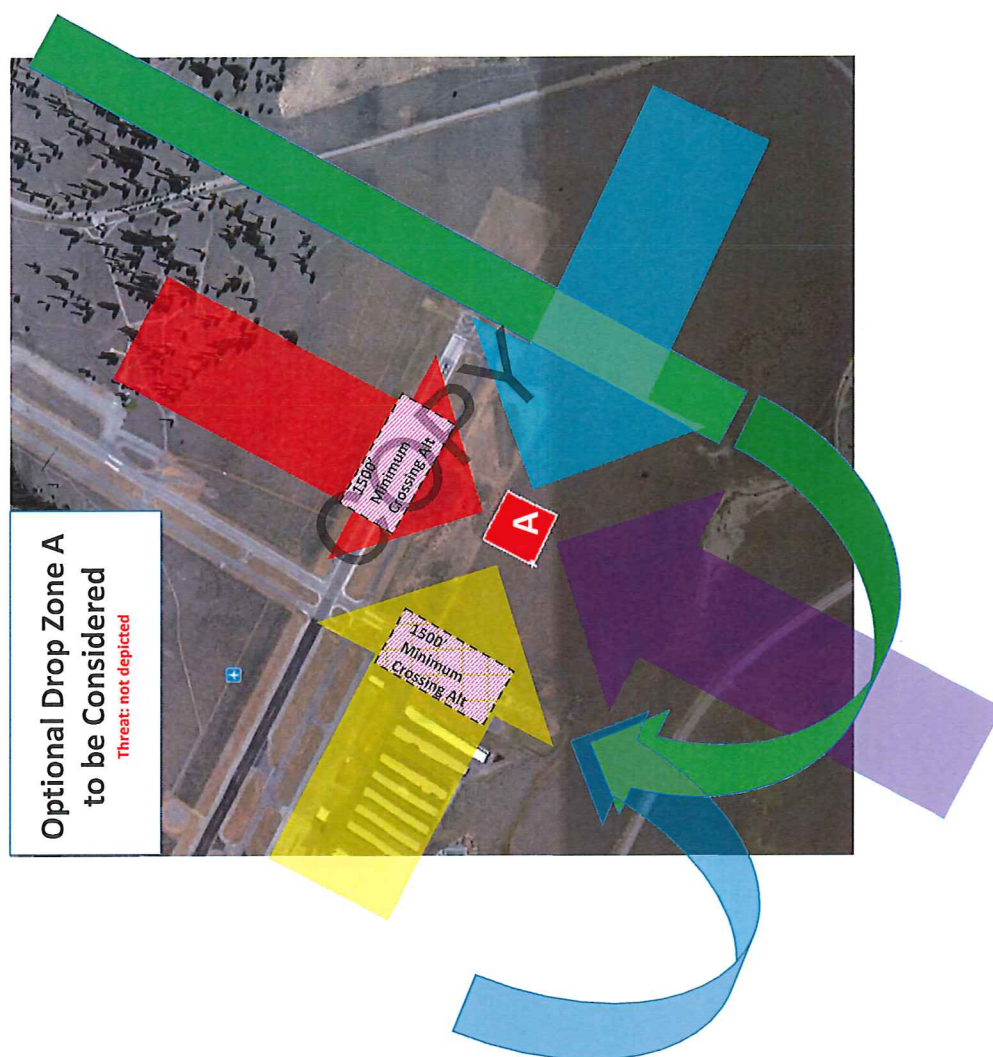 Optional Drop Zone A
to be Considered
Threat: not depicted
1500'
Minimum
Crossing Alt
1500'
Minimum
Crossing Alt
A
COPY